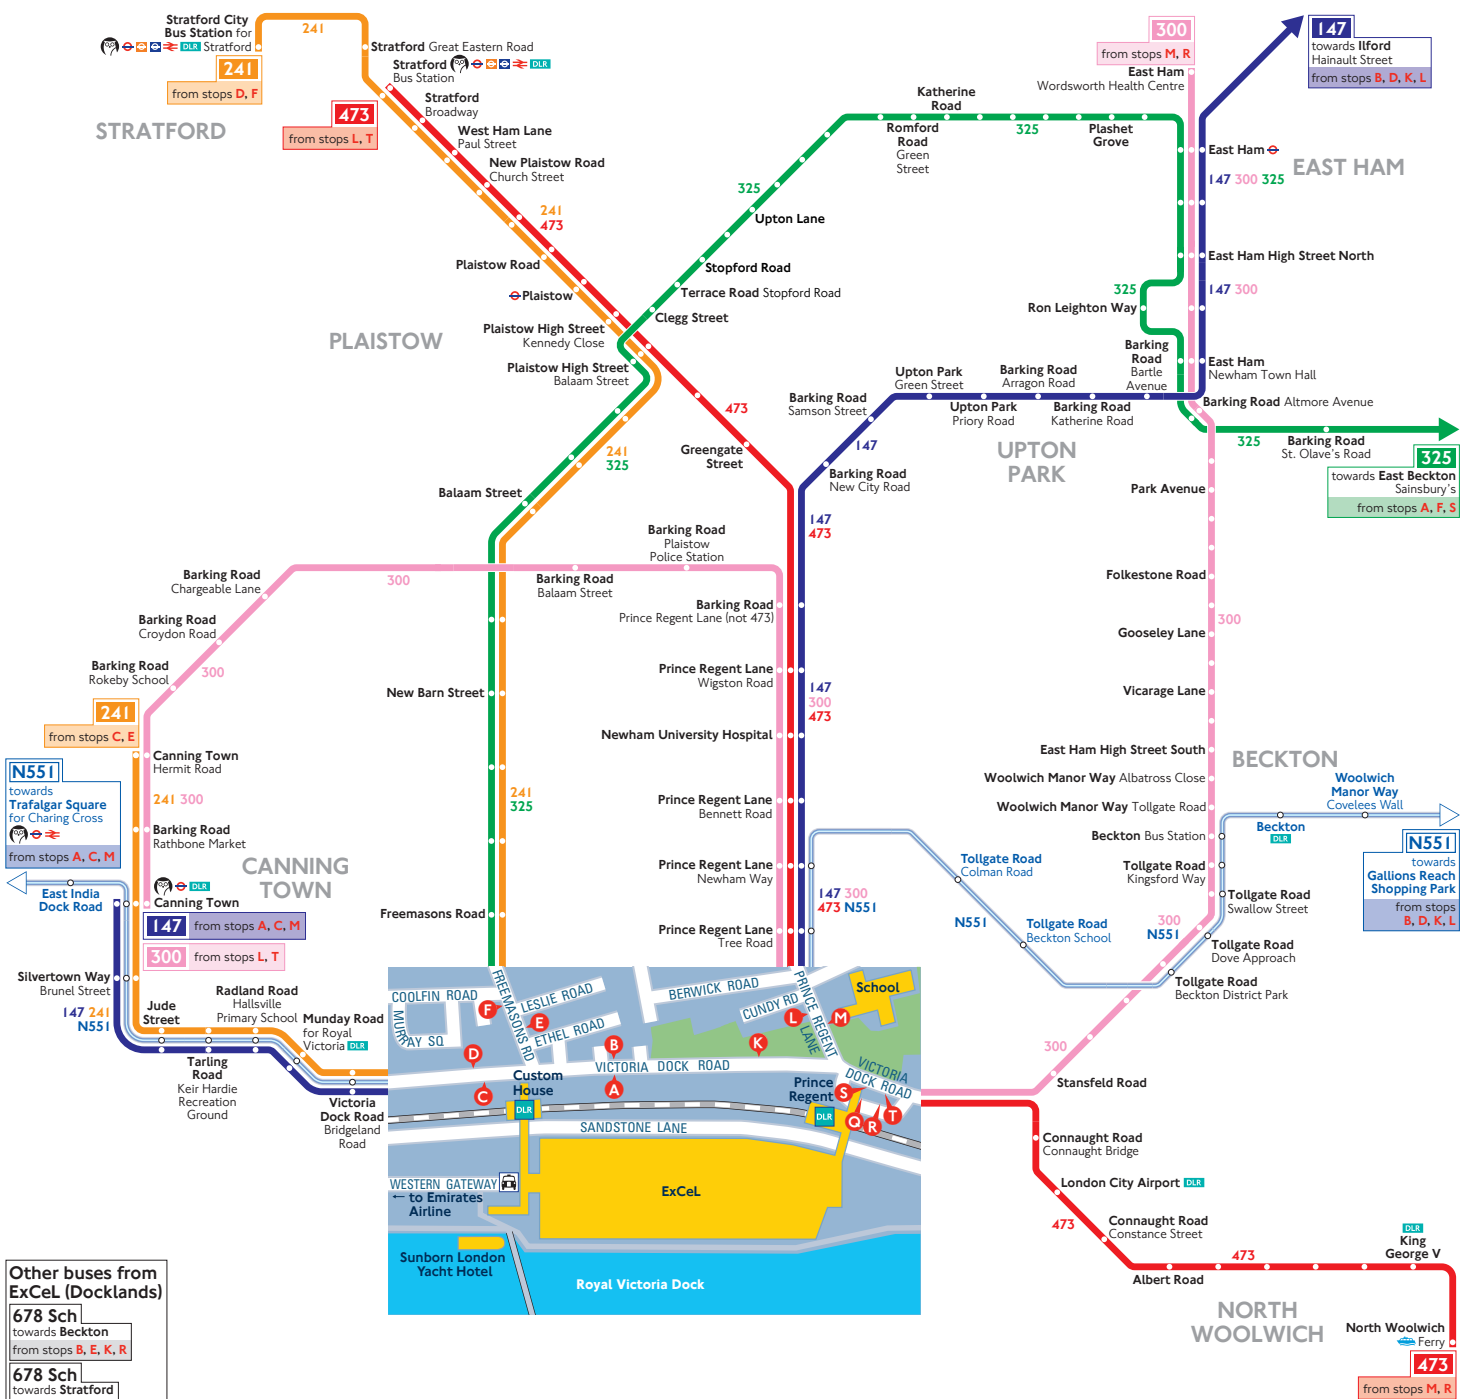 Stratford City
Bus Station for
DLR Stratford
241
from stops D, F
241
Stratford Great Eastern Road
Stratford DLR
Bus Station
473
from stops L, T
STRATFORD
Stratford
Broadway
West Ham Lane
Paul Street
New Plaistow Road
Church Street
241
473
Plaistow Road
Plaistow
Plaistow High Street
Kennedy Close
Plaistow High Street
Balaam Street
PLAISTOW
325
Upton Lane
Stopford Road
Terrace Road Stopford Road
Clegg Street
Katherine
Road
Romford
Road
Green
Street
325
Plashet
Grove
300
from stops M, R
East Ham
Wordsworth Health Centre
147
towards Ilford
Hainault Street
from stops B, D, K, L
East Ham
EAST HAM
147 300 325
East Ham High Street North
325
147 300
Ron Leighton Way
Barking
Road
Bartle
Avenue
East Ham
Newham Town Hall
Barking Road Altmore Avenue
325
Barking Road
St. Olave's Road
325
towards East Beckton
Sainsbury's
from stops A, F, S
Upton Park
Green Street
Barking Road
Arragon Road
Barking Road
Samson Street
Upton Park
Priory Road
Barking Road
Katherine Road
147
UPTON
PARK
473
Greengate
Street
Barking Road
New City Road
241
325
Balaam Street
147
473
Park Avenue
Barking Road
Plaistow
Police Station
Barking Road
Chargeable Lane
300
Barking Road
Balaam Street
Folkestone Road
Barking Road
Prince Regent Lane (not 473)
Barking Road
Croydon Road
300
Gooseley Lane
Barking Road
Rokeby School
300
Prince Regent Lane
Wigston Road
New Barn Street
147
300
473
Vicarage Lane
241
from stops C, E
Newham University Hospital
East Ham High Street South
BECKTON
Canning Town
Hermit Road
N551
towards
Trafalgar Square
for Charing Cross
from stops A, C, M
241 300
Barking Road
Rathbone Market
241
325
Prince Regent Lane
Bennett Road
Woolwich Manor Way Albatross Close
Woolwich Manor Way Tollgate Road
Beckton Bus Station
Woolwich
Manor Way
Covelees Wall
Beckton
DLR
N551
towards
Gallions Reach
Shopping Park
from stops
B, D, K, L
CANNING
TOWN
Prince Regent Lane
Newham Way
Tollgate Road
Colman Road
Tollgate Road
Kingsford Way
East India
Dock Road
DLR
Canning Town
147 from stops A, C, M
300 from stops L, T
Freemasons Road
147 300
473 N551
Prince Regent Lane
Tree Road
N551
Tollgate Road
Beckton School
300
N551
Tollgate Road
Swallow Street
Tollgate Road
Dove Approach
Tollgate Road
Beckton District Park
Silvertown Way
Brunel Street
147 241
N551
Jude
Street
Radland Road
Hallsville
Primary School
Munday Road
for Royal
Victoria DLR
Tarling
Road
Keir Hardie
Recreation
Ground
Victoria
Dock Road
Bridgeland
Road
COOLFIN ROAD
MURRAY SQ
FREEMASONS RD
LESLIE ROAD
ETHEL ROAD
BERWICK ROAD
CUNDY RD
PRINCE REGENT LANE
School
F
E
L
M
D
B
K
VICTORIA DOCK ROAD
VICTORIA DOCK ROAD
C
A
Custom
House
DLR
Prince
Regent
DLR
S
Q
R
T
SANDSTONE LANE
WESTERN GATEWAY
← to Emirates
Airline
ExCeL
Sunborn London
Yacht Hotel
Royal Victoria Dock
300
Stansfeld Road
Connaught Road
Connaught Bridge
London City Airport DLR
473
Connaught Road
Constance Street
Albert Road
473
DLR
King
George V
NORTH
WOOLWICH
North Woolwich
Ferry
473
from stops M, R
Other buses from
ExCeL (Docklands)
678 Sch
towards Beckton
from stops B, E, K, R
678 Sch
towards Stratford